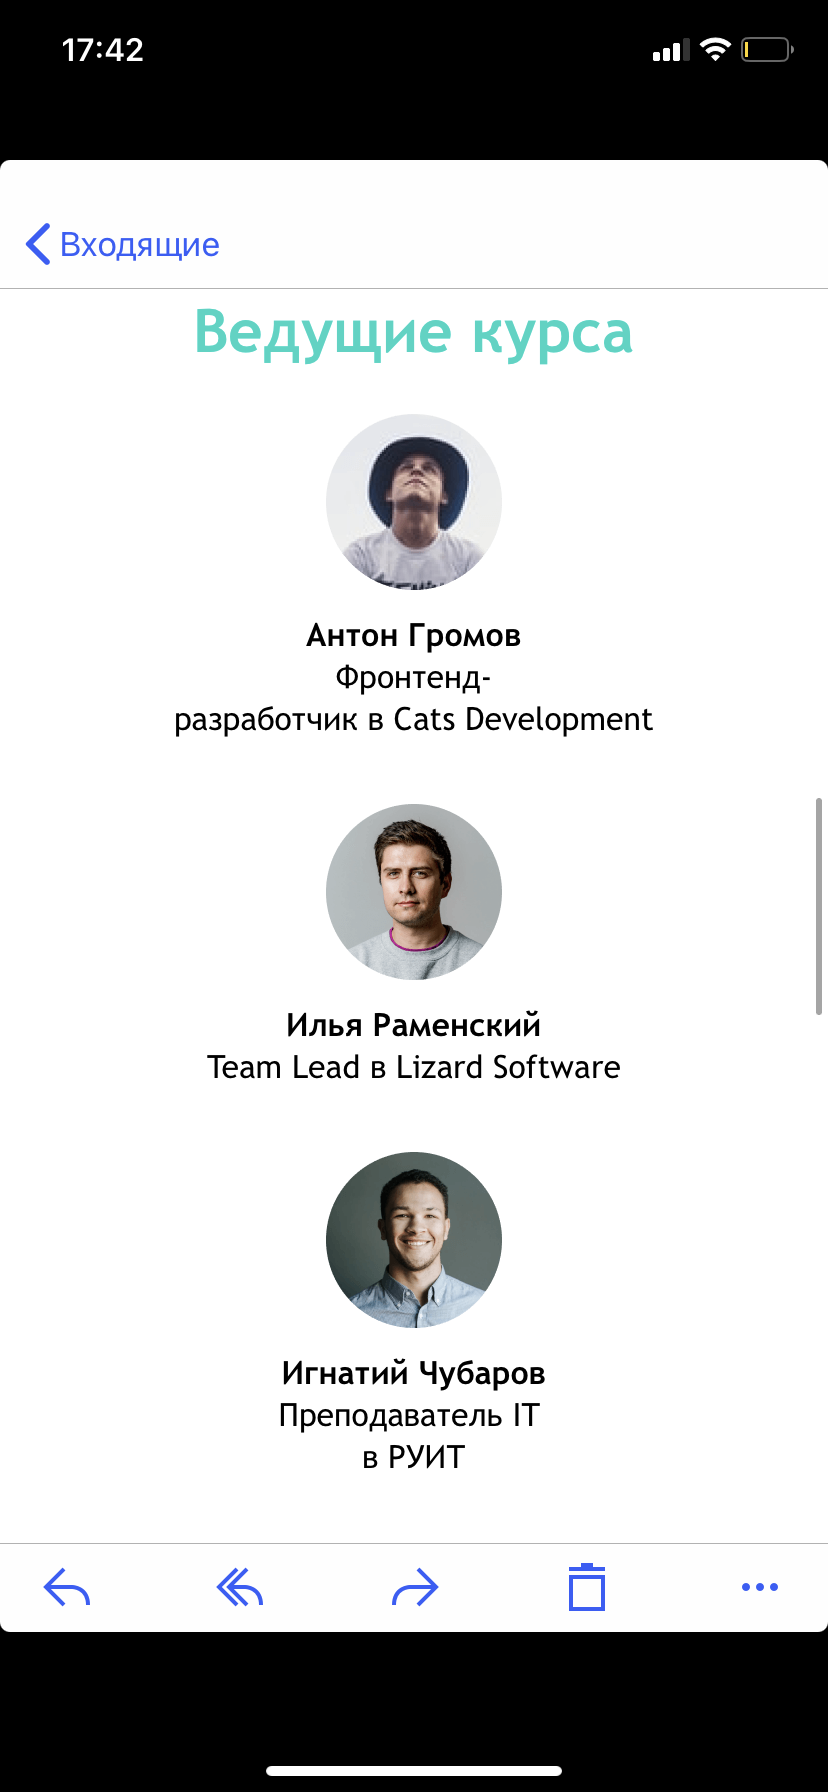 17:42
Входящие
Ведущие курса
Антон Громов
Фронтенд-
разработчик в Cats Development
Илья Раменский
Team Lead в Lizard Software
Игнатий Чубаров
Преподаватель IT
в РУИТ